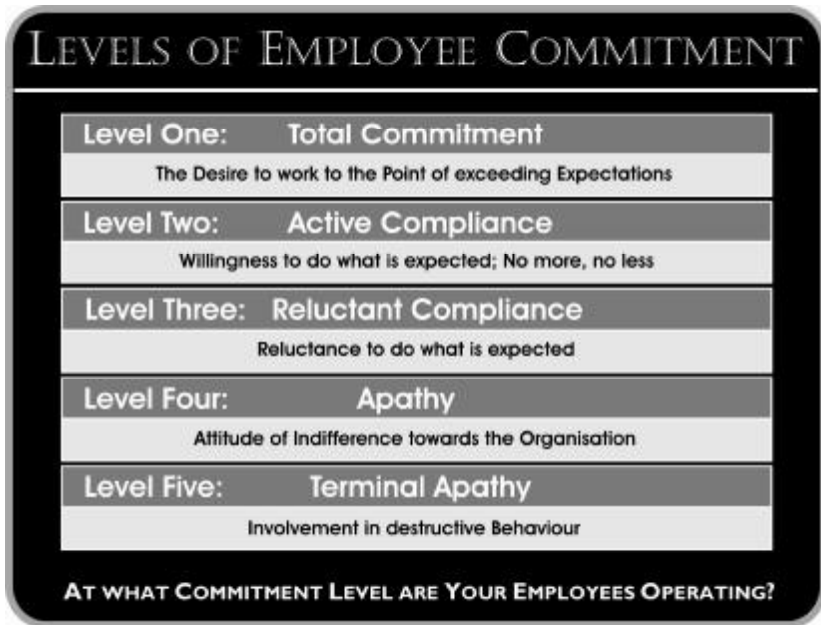 LEVELS OF EMPLOYEE COMMITMENT
Level One: Total Commitment
The Desire to work to the Point of exceeding Expectations
Level Two: Active Compliance
Willingness to do what is expected; No more, no less
Level Three: Reluctant Compliance
Reluctance to do what is expected
Level Four: Apathy
Attitude of Indifference towards the Organisation
Level Five: Terminal Apathy
Involvement in destructive Behaviour
AT WHAT COMMITMENT LEVEL ARE YOUR EMPLOYEES OPERATING?